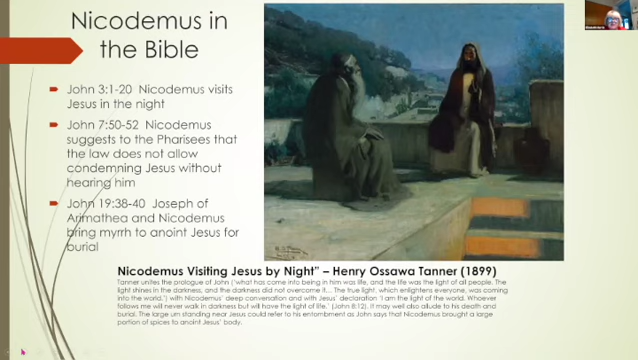 Nicodemus in
the Bible
John 3:1-20 Nicodemus visits
Jesus in the night
John 7:50-52 Nicodemus
suggests to the Pharisees that
the law does not allow
condemning Jesus without
hearing him
John 19:38-40 Joseph of
Arimathea and Nicodemus
bring myrrh to anoint Jesus for
burial
Nicodemus Visiting Jesus by Night” – Henry Ossawa Tanner (1899)
Tanner unites the prologue of John (‘what has come into being in him was life, and the life was the light of all people. The
light shines in the darkness, and the darkness did not overcome it... The true light, which enlightens everyone, was coming
into the world.’) with Nicodemus’ deep conversation and with Jesus’ declaration ‘I am the light of the world. Whoever
follows me will never walk in darkness but will have the light of life.’ (John 8:12). It may well also allude to his death and
burial. The large urn standing near Jesus could refer to his entombment as John says that Nicodemus brought a large
portion of spices to anoint Jesus’ body.